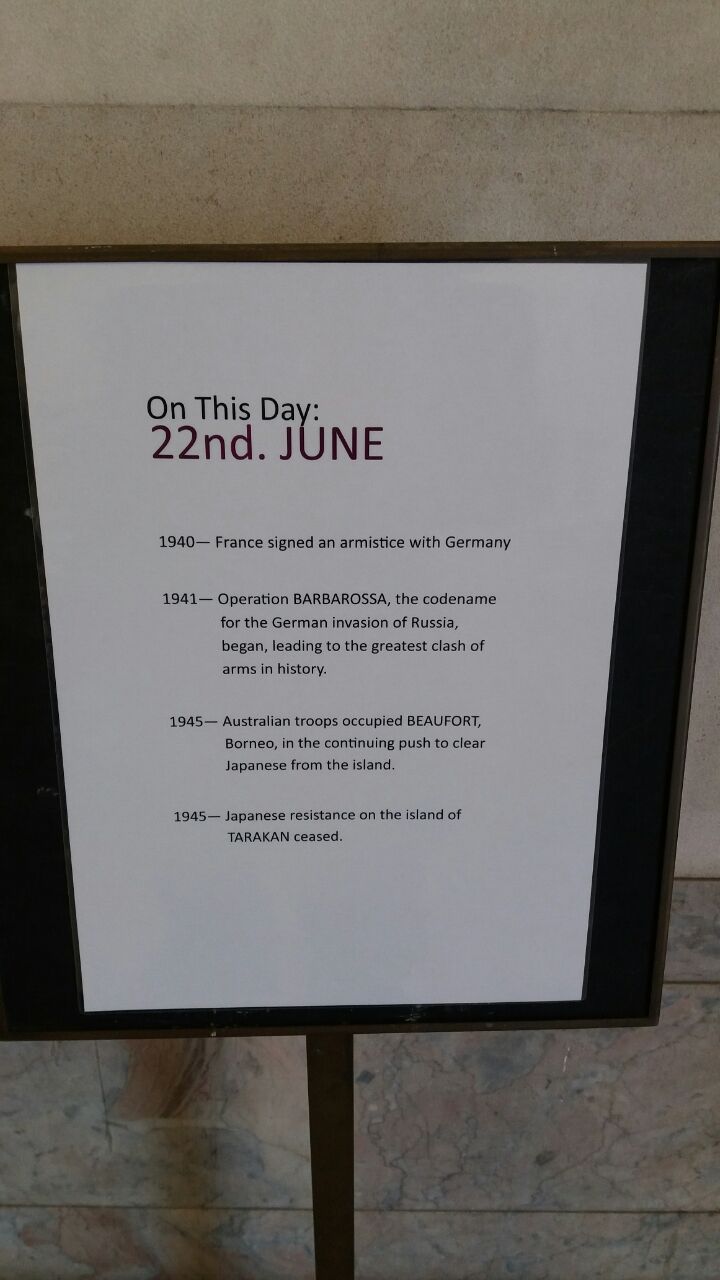 On This Day:
22nd. JUNE
1940— France signed an armistice with Germany
1941— Operation BARBAROSSA, the codename
for the German invasion of Russia,
began, leading to the greatest clash of
arms in history.
1945— Australian troops occupied BEAUFORT,
Borneo, in the continuing push to clear
Japanese from the island.
1945— Japanese resistance on the island of
TARAKAN ceased.